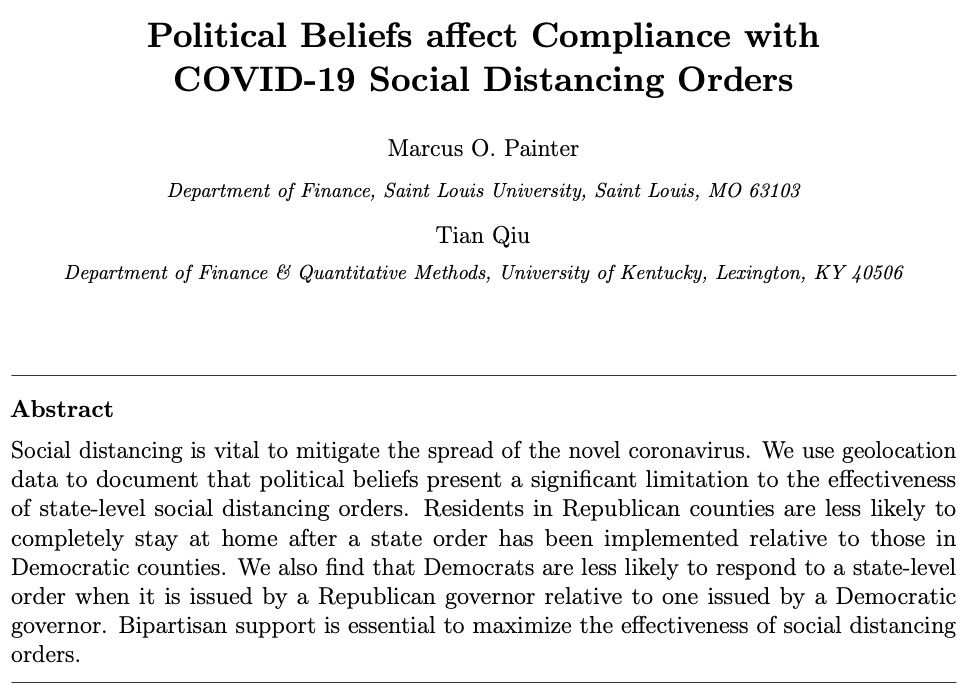 Political Beliefs affect Compliance with
COVID-19 Social Distancing Orders
Marcus O. Painter
Department of Finance, Saint Louis University, Saint Louis, MO 63103
Tian Qiu
Department of Finance & Quantitative Methods, University of Kentucky, Lexington, KY 40506
Abstract
Social distancing is vital to mitigate the spread of the novel coronavirus. We use geolocation
data to document that political beliefs present a significant limitation to the effectiveness
of state-level social distancing orders. Residents in Republican counties are less likely to
completely stay at home after a state order has been implemented relative to those in
Democratic counties. We also find that Democrats are less likely to respond to a state-level
order when it is issued by a Republican governor relative to one issued by a Democratic
governor. Bipartisan support is essential to maximize the effectiveness of social distancing
orders.